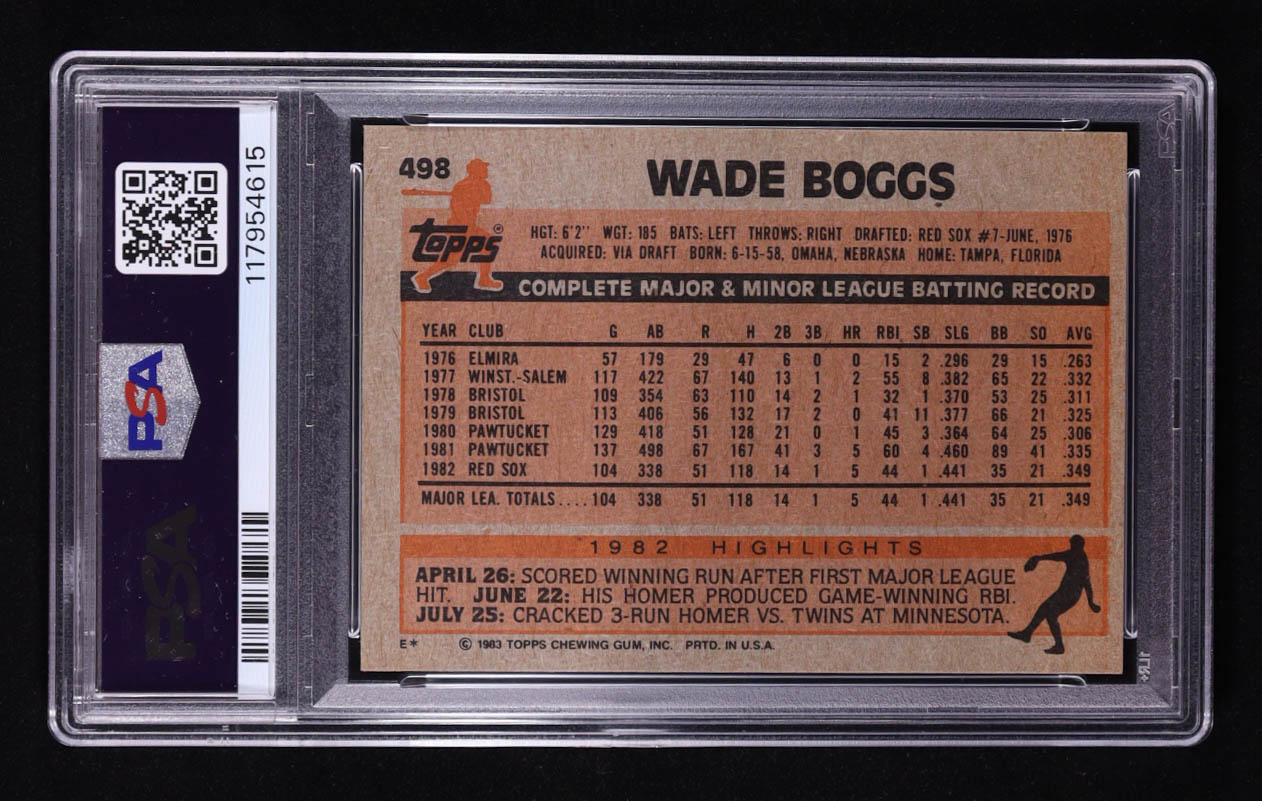 117954615
PSA
PSA
498
WADE BOGGS
topps®
HGT: 6'2" WGT: 185 BATS: LEFT THROWS: RIGHT DRAFTED: RED SOX #7-JUNE, 1976
ACQUIRED: VIA DRAFT BORN: 6-15-58, OMAHA, NEBRASKA HOME: TAMPA, FLORIDA
COMPLETE MAJOR & MINOR LEAGUE BATTING RECORD
YEAR CLUB G AB R H 2B 3B HR RBI SB SLG BB SO AVG
1976 ELMIRA 57 179 29 47 6 0 0 15 2 .296 29 15 .263
1977 WINST.-SALEM 117 422 67 140 13 1 2 55 8 .382 65 22 .332
1978 BRISTOL 109 354 63 110 14 2 1 32 1 .370 53 25 .311
1979 BRISTOL 113 406 56 132 17 2 0 41 11 .377 66 21 .325
1980 PAWTUCKET 129 418 51 128 21 0 1 45 3 .364 64 25 .306
1981 PAWTUCKET 137 498 67 167 41 3 5 60 4 .460 89 41 .335
1982 RED SOX 104 338 51 118 14 1 5 44 1 .441 35 21 .349
MAJOR LEA. TOTALS.... 104 338 51 118 14 1 5 44 1 .441 35 21 .349
1982 HIGHLIGHTS
APRIL 26: SCORED WINNING RUN AFTER FIRST MAJOR LEAGUE
HIT. JUNE 22: HIS HOMER PRODUCED GAME-WINNING RBI.
JULY 25: CRACKED 3-RUN HOMER VS. TWINS AT MINNESOTA.
E* © 1983 TOPPS CHEWING GUM, INC. PRTD. IN U.S.A.
PSA